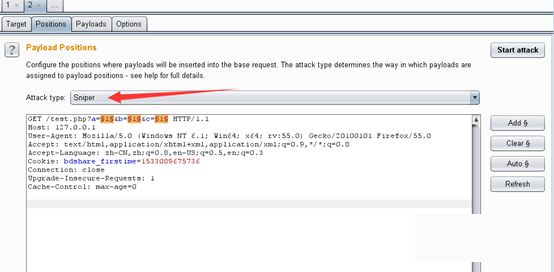 1 × 2 × ...
Target Positions Payloads Options
? Payload Positions Start attack
Configure the positions where payloads will be inserted into the base request. The attack type determines the way in which payloads are
assigned to payload positions - see help for full details.
Attack type: Sniper
GET /test.php?a=§1§&b=§1§&c=§1§ HTTP/1.1
Host: 127.0.0.1
User-Agent: Mozilla/5.0 (Windows NT 6.1; Win64; x64; rv:55.0) Gecko/20100101 Firefox/55.0
Accept: text/html,application/xhtml+xml,application/xml;q=0.9,*/*;q=0.8
Accept-Language: zh-CN,zh;q=0.8,en-US;q=0.5,en;q=0.3
Cookie: bdshare_firstime=1533089675736
Connection: close
Upgrade-Insecure-Requests: 1
Cache-Control: max-age=0
Add §
Clear §
Auto §
Refresh